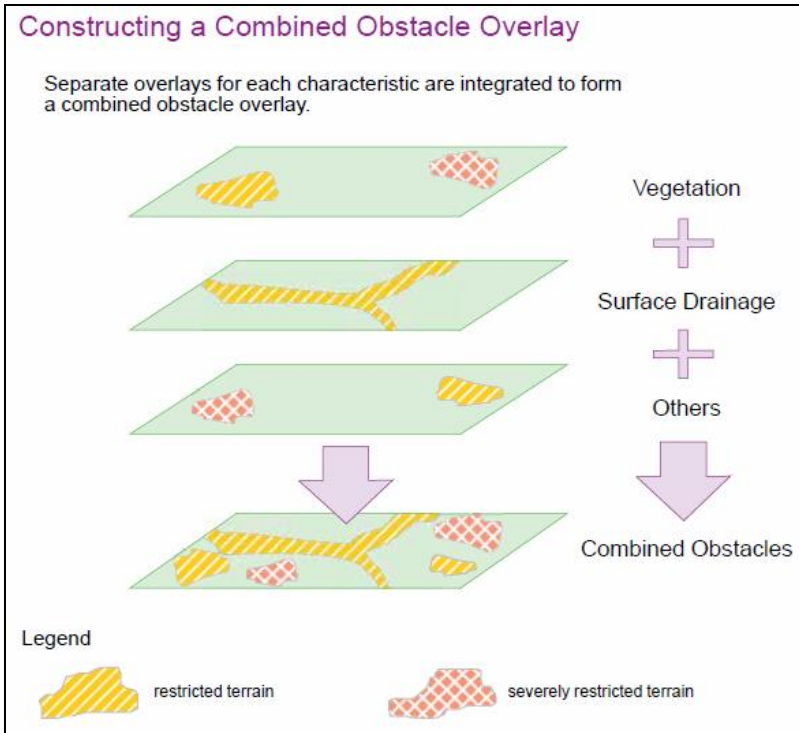 Constructing a Combined Obstacle Overlay
Separate overlays for each characteristic are integrated to form
a combined obstacle overlay.
Vegetation
Surface Drainage
Others
Combined Obstacles
Legend
restricted terrain
severely restricted terrain